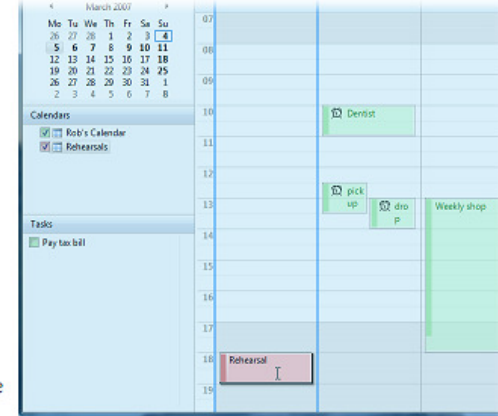 March 2007
Mo Tu We Th Fr Sa Su
26 27 28 1 2 3 4
5 6 7 8 9 10 11
12 13 14 15 16 17 18
19 20 21 22 23 24 25
26 27 28 29 30 31 1
2 3 4 5 6 7 8
Calendars
Rob's Calendar
Rehearsals
Tasks
Pay tax bill
07
08
09
10
Dentist
11
12
pick
up
13
dro
p
Weekly shop
14
15
16
17
18
Rehearsal
19